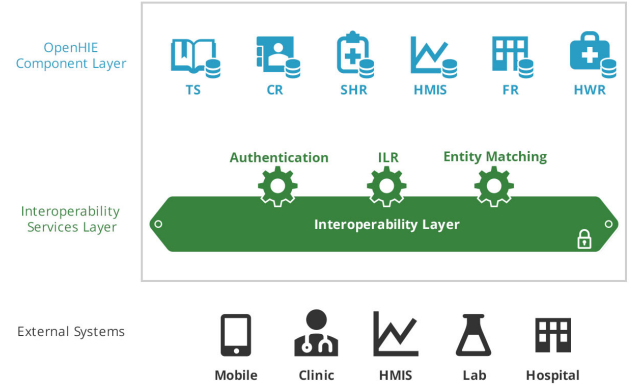 OpenHIE
Component Layer
TS CR SHR HMIS FR HWR
Authentication ILR Entity Matching
Interoperability
Services Layer
Interoperability Layer
External Systems
Mobile Clinic HMIS Lab Hospital